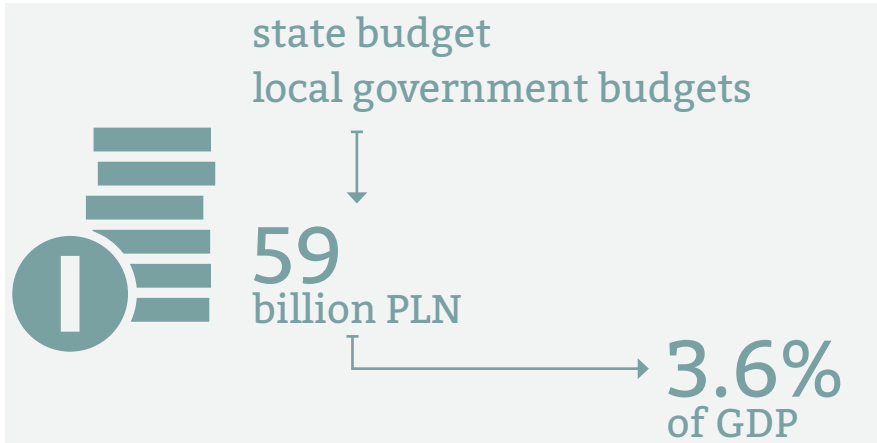 state budget
local government budgets
59
billion PLN
3.6%
of GDP